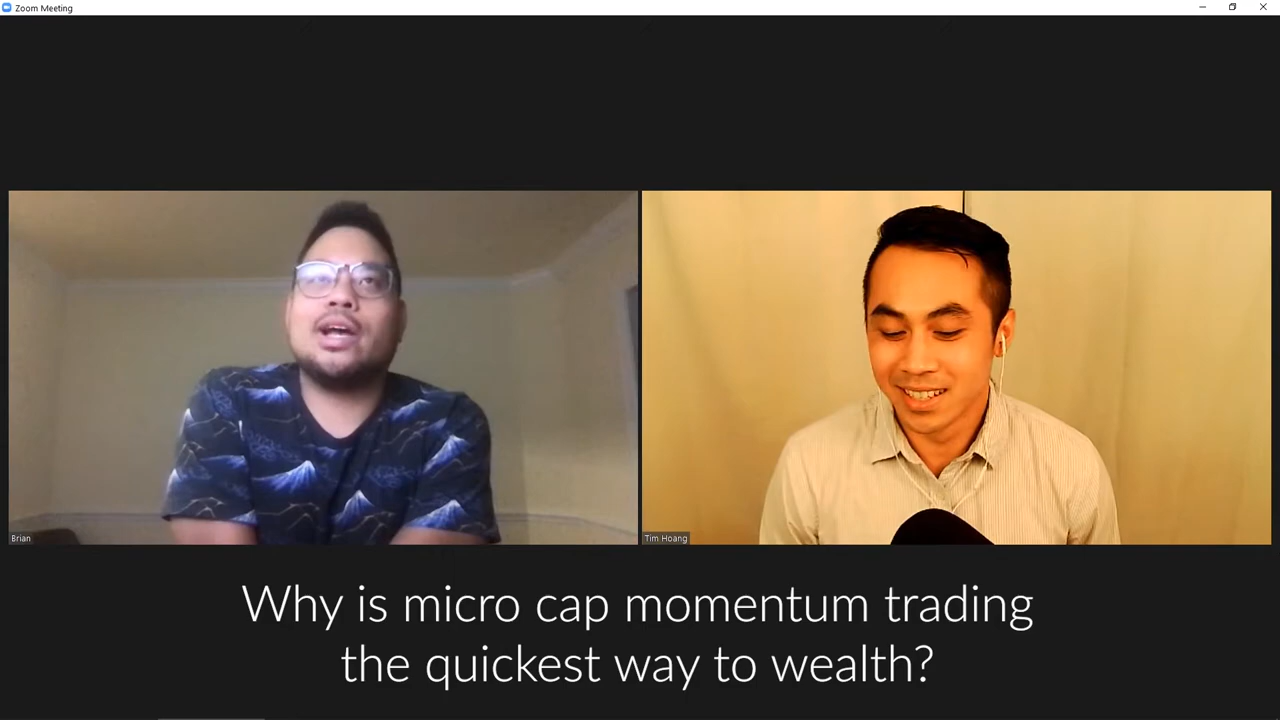 Zoom Meeting
Brian
Tim Hoang
Why is micro cap momentum trading
the quickest way to wealth?